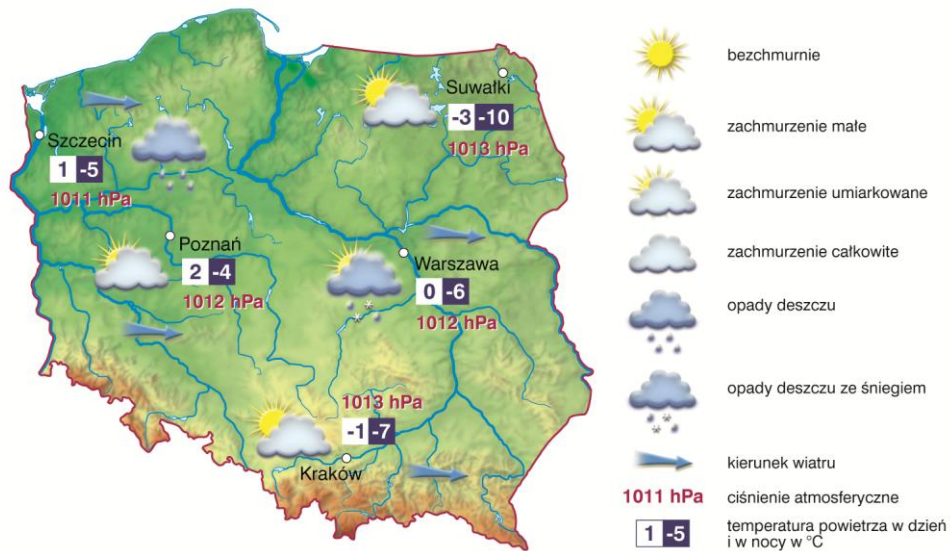 Suwałki
-3 -10
1013 hPa
Szczecin
1 -5
1011 hPa
Poznań
2 -4
1012 hPa
Warszawa
0 -6
1012 hPa
1013 hPa
-1 -7
Kraków
bezchmurnie
zachmurzenie małe
zachmurzenie umiarkowane
zachmurzenie całkowite
opady deszczu
opady deszczu ze śniegiem
kierunek wiatru
1011 hPa ciśnienie atmosferyczne
1 -5 temperatura powietrza w dzień
i w nocy w °C